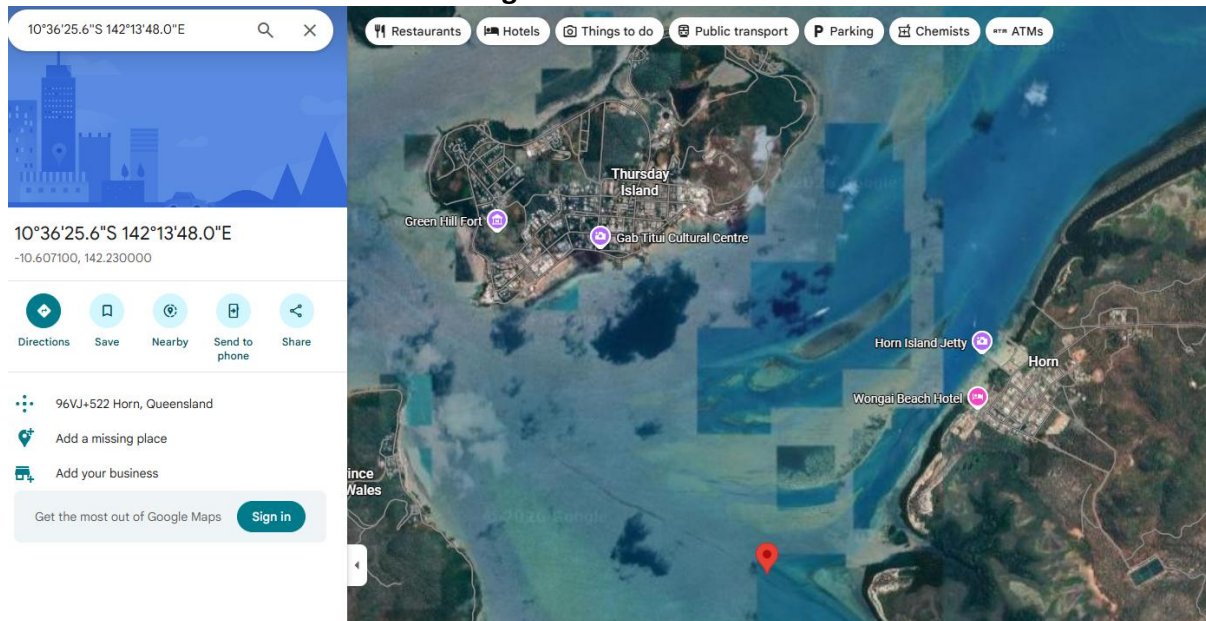 10°36'25.6"S 142°13'48.0"E
Restaurants
Hotels
Things to do
Public transport
P Parking
Chemists
ATM ATMs
10°36'25.6"S 142°13'48.0"E
-10.607100, 142.230000
Directions
Save
Nearby
Send to
phone
Share
96VJ+522 Horn, Queensland
Add a missing place
Add your business
Get the most out of Google Maps
Sign in
Thursday
Island
Green Hill Fort
Gab Titui Cultural Centre
Horn Island Jetty
Horn
Wongai Beach Hotel
ince
Wales
©2026 Google